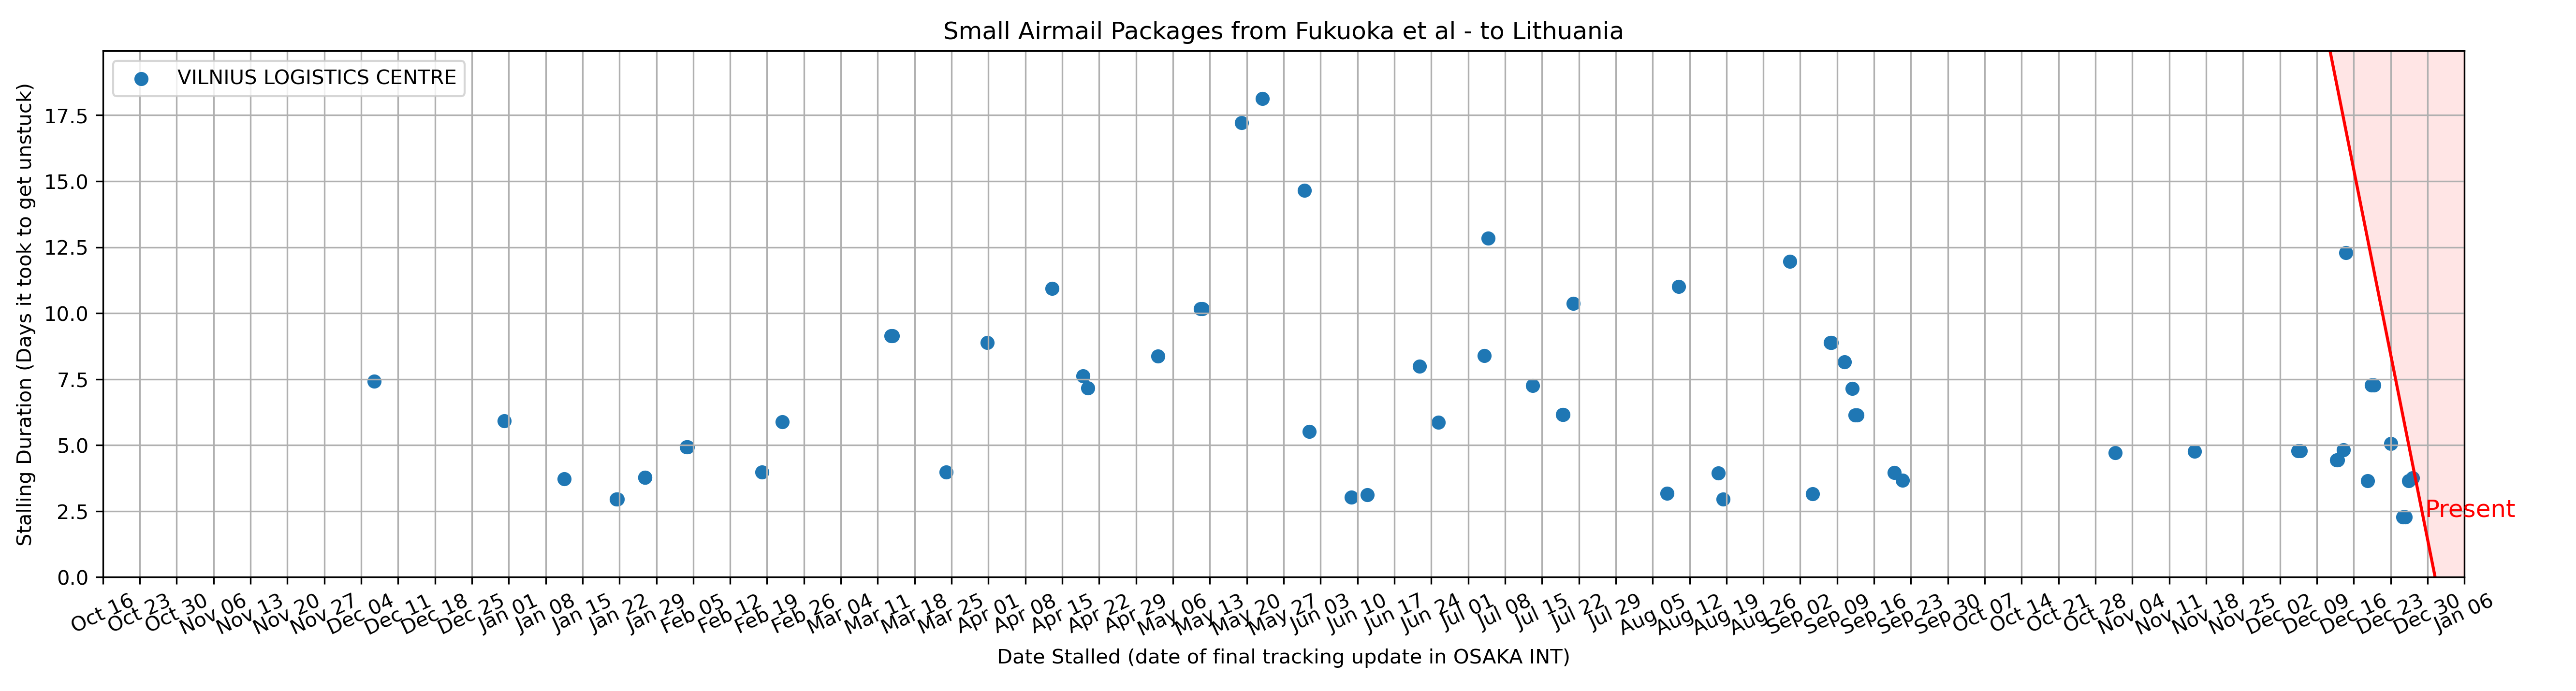 Small Airmail Packages from Fukuoka et al - to Lithuania
VILNIUS LOGISTICS CENTRE
Stalling Duration (Days it took to get unstuck)
17.5
15.0
12.5
10.0
7.5
5.0
2.5
0.0
Present
Oct 16
Oct 23
Oct 30
Nov 06
Nov 13
Nov 20
Nov 27
Dec 04
Dec 11
Dec 18
Dec 25
Jan 01
Jan 08
Jan 15
Jan 22
Jan 29
Feb 05
Feb 12
Feb 19
Feb 26
Mar 04
Mar 11
Mar 18
Mar 25
Apr 01
Apr 08
Apr 15
Apr 22
Apr 29
May 06
May 13
May 20
May 27
Jun 03
Jun 10
Jun 17
Jun 24
Jul 01
Jul 08
Jul 15
Jul 22
Jul 29
Aug 05
Aug 12
Aug 19
Aug 26
Sep 02
Sep 09
Sep 16
Sep 23
Sep 30
Oct 07
Oct 14
Oct 21
Oct 28
Nov 04
Nov 11
Nov 18
Nov 25
Dec 02
Dec 09
Dec 16
Dec 23
Dec 30
Jan 06
Date Stalled (date of final tracking update in OSAKA INT)